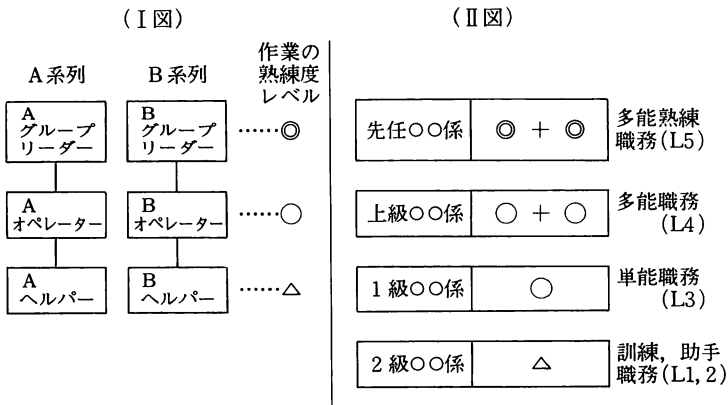 (Ⅰ図)
A系列
B系列
作業の
熟練度
レベル
A
グループ
リーダー
B
グループ
リーダー
……◎
A
オペレーター
B
オペレーター
……○
A
ヘルパー
B
ヘルパー
……△
(Ⅱ図)
先任○○係
◎ + ◎
多能熟練
職務(L5)
上級○○係
○ + ○
多能職務
(L4)
1級○○係
○
単能職務
(L3)
2級○○係
△
訓練,助手
職務(L1,2)